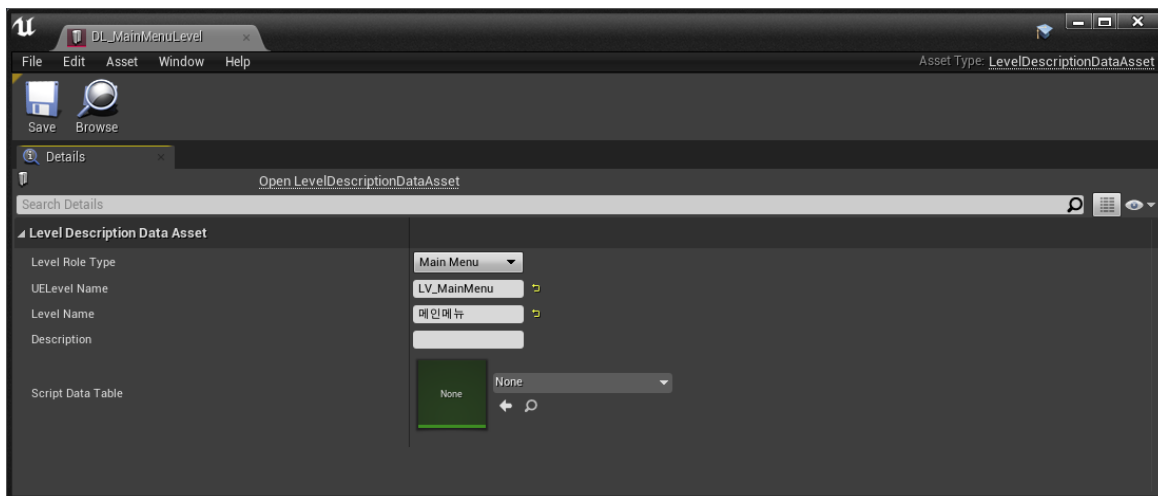 DL_MainMenuLevel
File Edit Asset Window Help Asset Type: LevelDescriptionDataAsset
Save Browse
Details
Open LevelDescriptionDataAsset
Search Details
Level Description Data Asset
Level Role Type Main Menu
UELevel Name LV_MainMenu
Level Name 메인메뉴
Description
Script Data Table None None